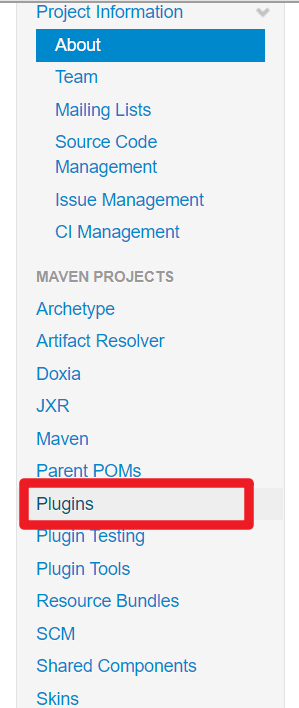 Project Information
About
Team
Mailing Lists
Source Code
Management
Issue Management
CI Management
MAVEN PROJECTS
Archetype
Artifact Resolver
Doxia
JXR
Maven
Parent POMs
Plugins
Plugin Testing
Plugin Tools
Resource Bundles
SCM
Shared Components
Skins